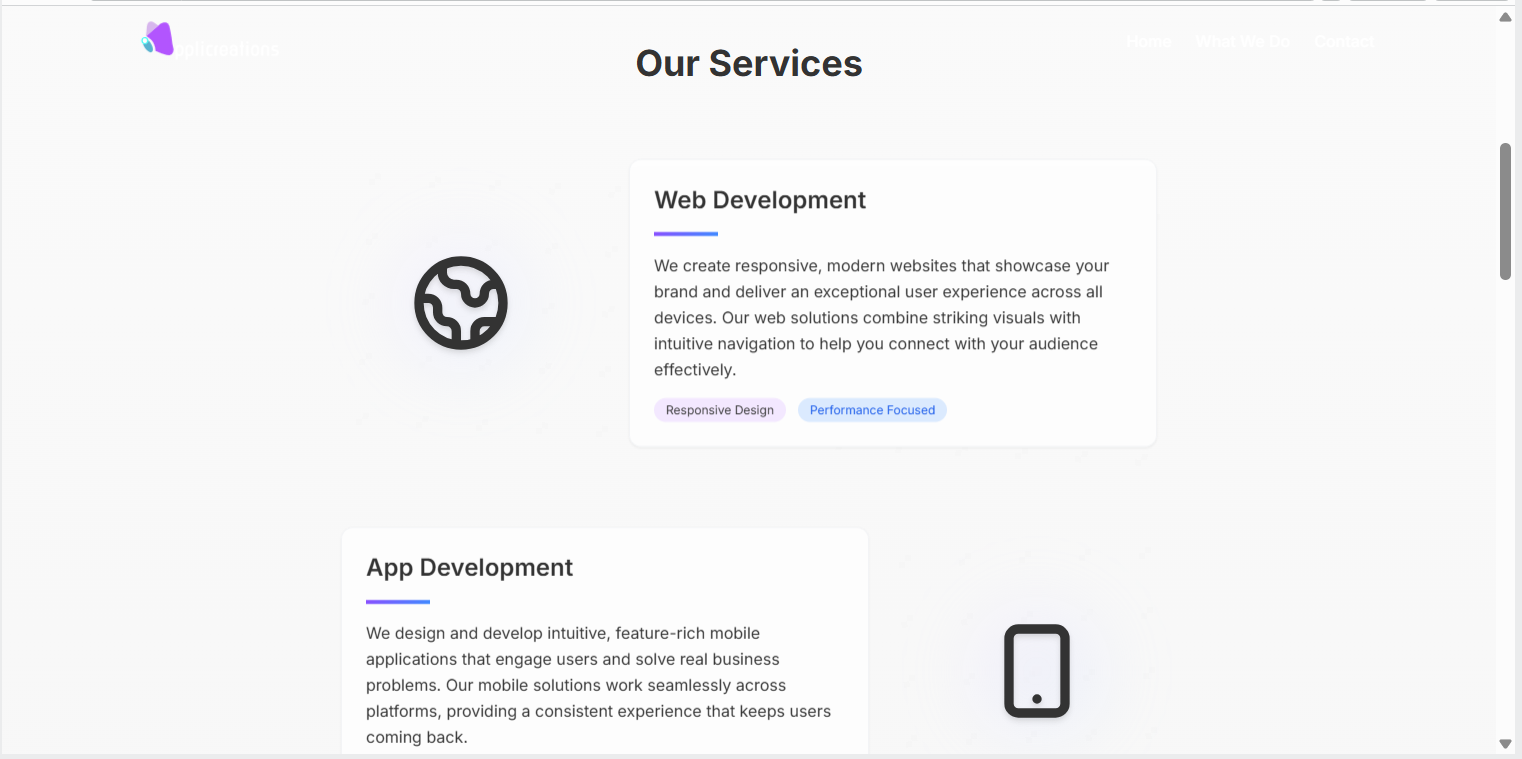 pplicreations
Home What We Do Contact
Our Services
Web Development
We create responsive, modern websites that showcase your
brand and deliver an exceptional user experience across all
devices. Our web solutions combine striking visuals with
intuitive navigation to help you connect with your audience
effectively.
Responsive Design Performance Focused
App Development
We design and develop intuitive, feature-rich mobile
applications that engage users and solve real business
problems. Our mobile solutions work seamlessly across
platforms, providing a consistent experience that keeps users
coming back.